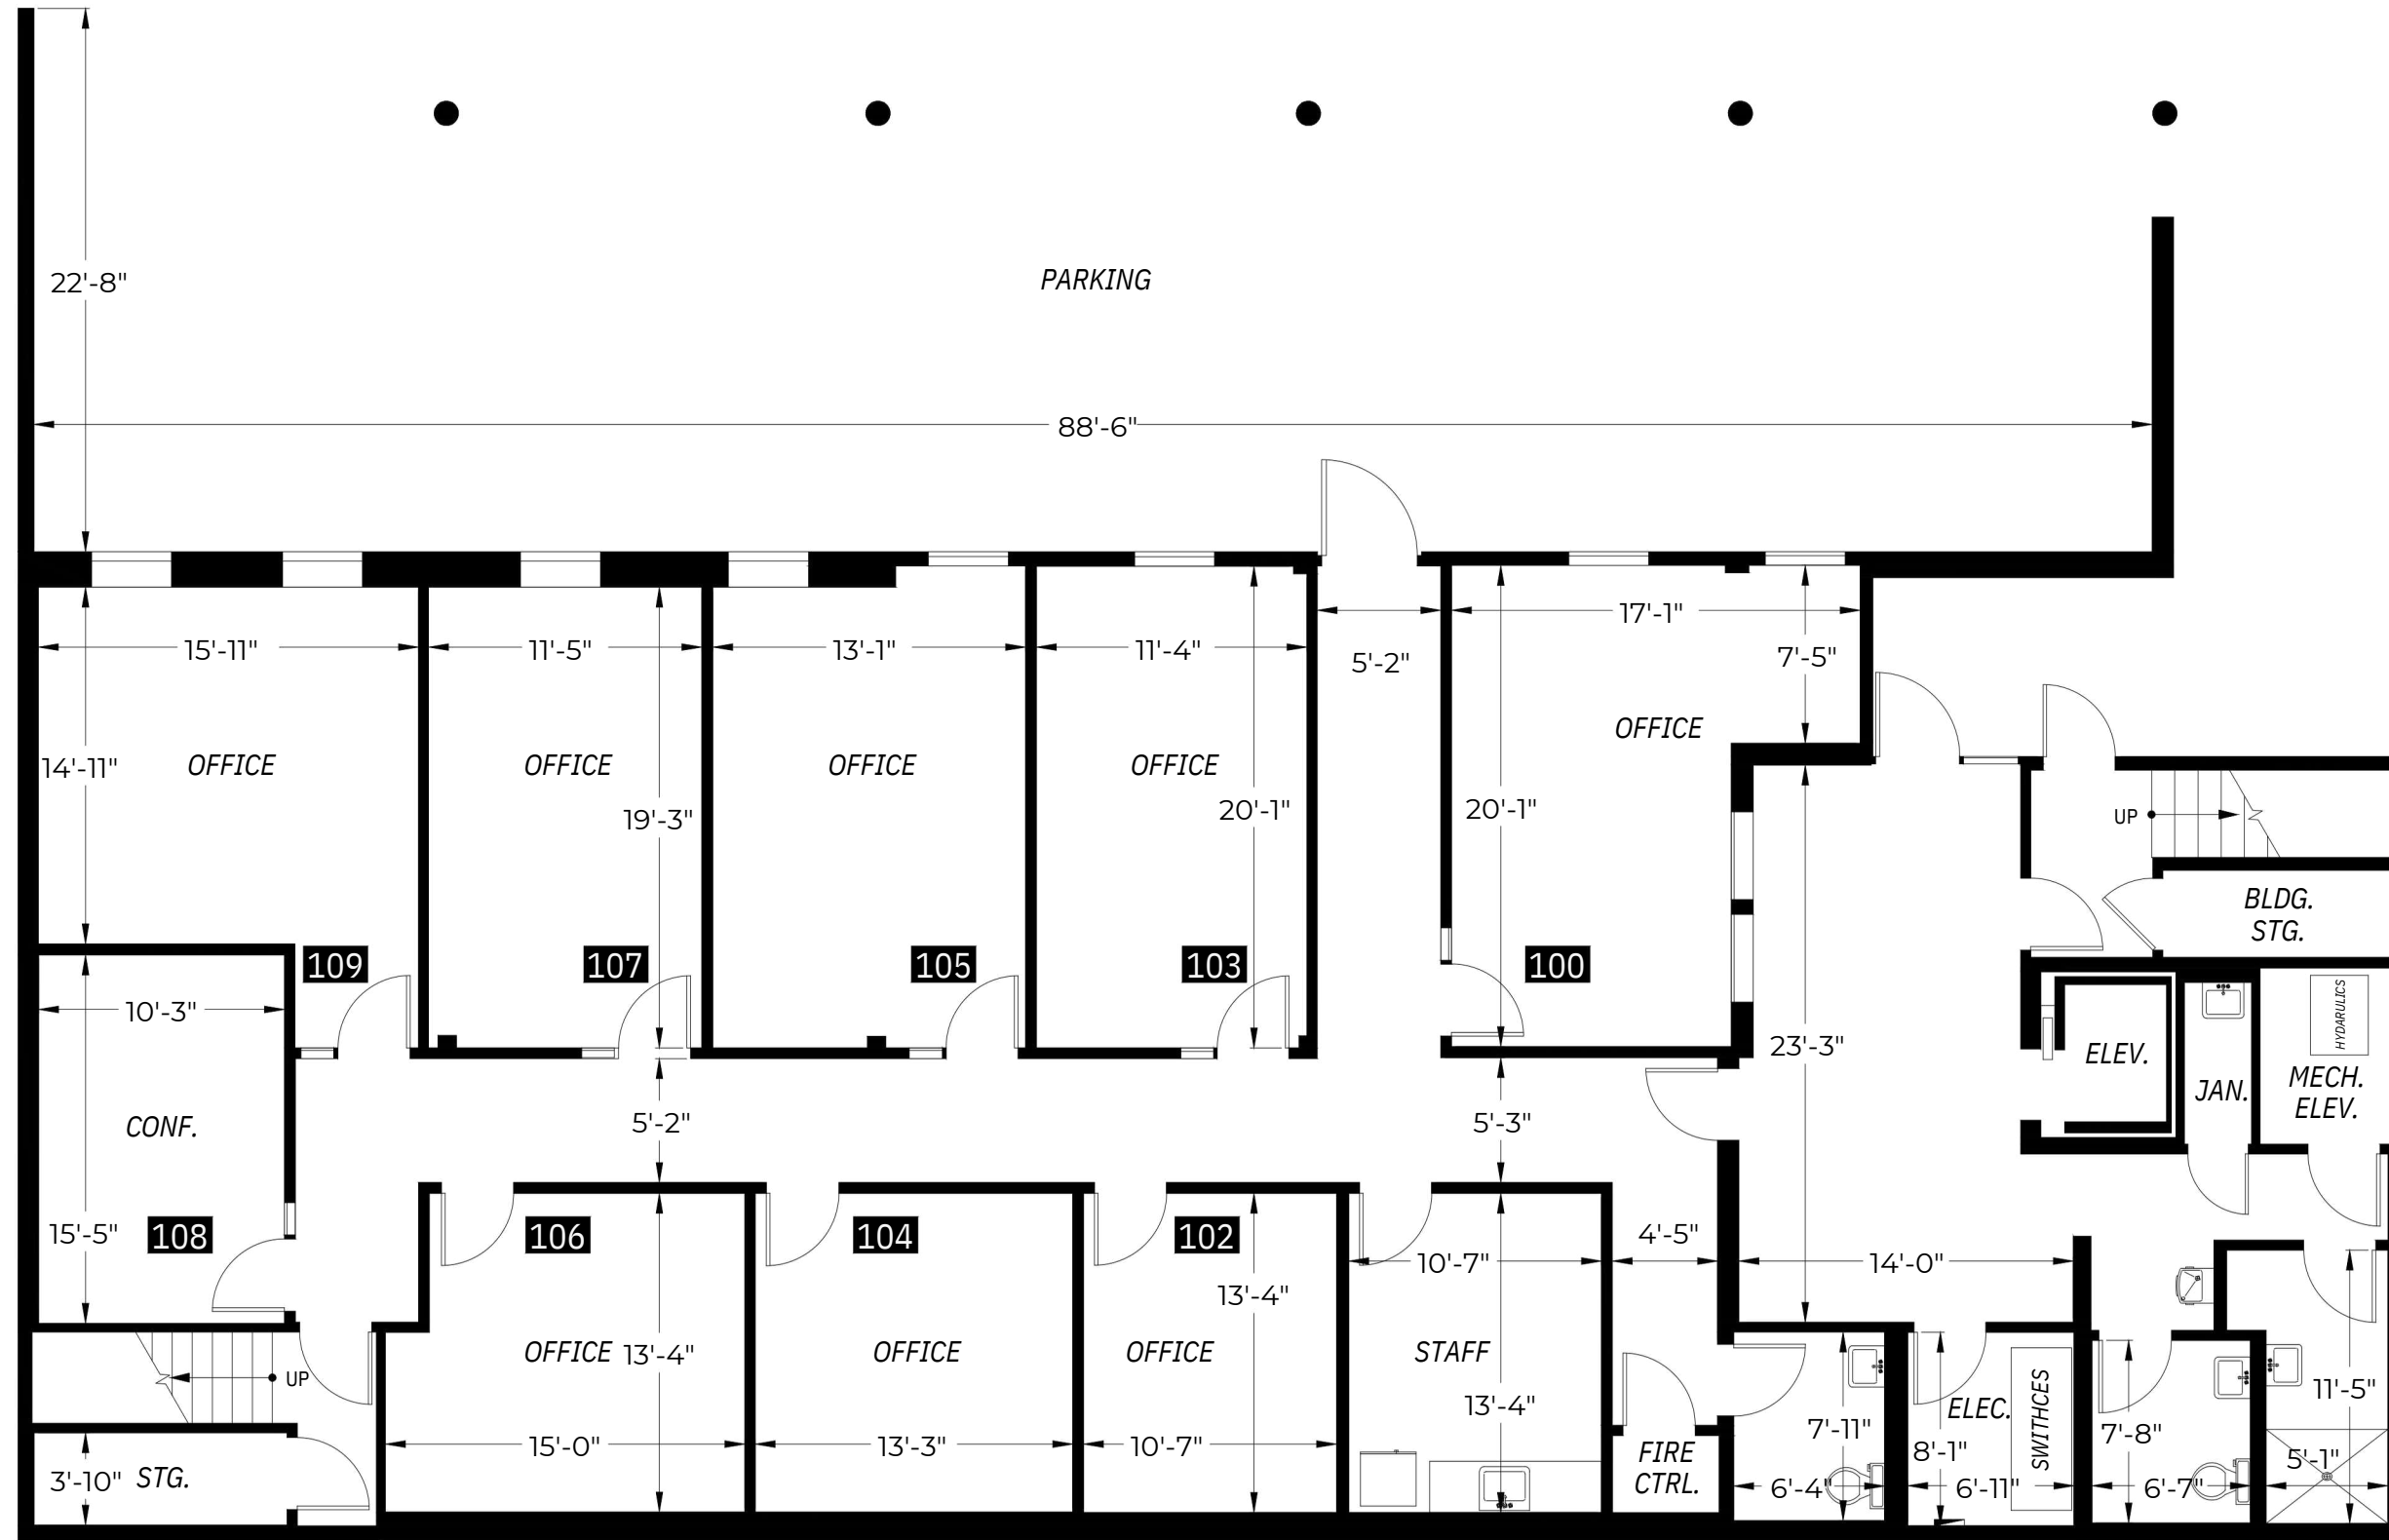 22'-8"
PARKING
88'-6"
17'-1"
15'-11"
11'-5"
13'-1"
11'-4"
5'-2"
7'-5"
OFFICE
14'-11"
OFFICE
OFFICE
OFFICE
OFFICE
19'-3"
20'-1"
20'-1"
UP
BLDG.
STG.
109
107
105
103
100
10'-3"
HYDARULICS
23'-3"
ELEV.
MECH.
ELEV.
JAN.
CONF.
5'-2"
5'-3"
15'-5"
108
106
104
102
4'-5"
10'-7"
14'-0"
13'-4"
OFFICE
13'-4"
OFFICE
OFFICE
STAFF
UP
11'-5"
13'-4"
ELEC.
SWITHCES
7'-11"
7'-8"
15'-0"
13'-3"
10'-7"
8'-1"
FIRE
CTRL.
5'-1"
3'-10"
STG.
6'-4"
6'-11"
6'-7"